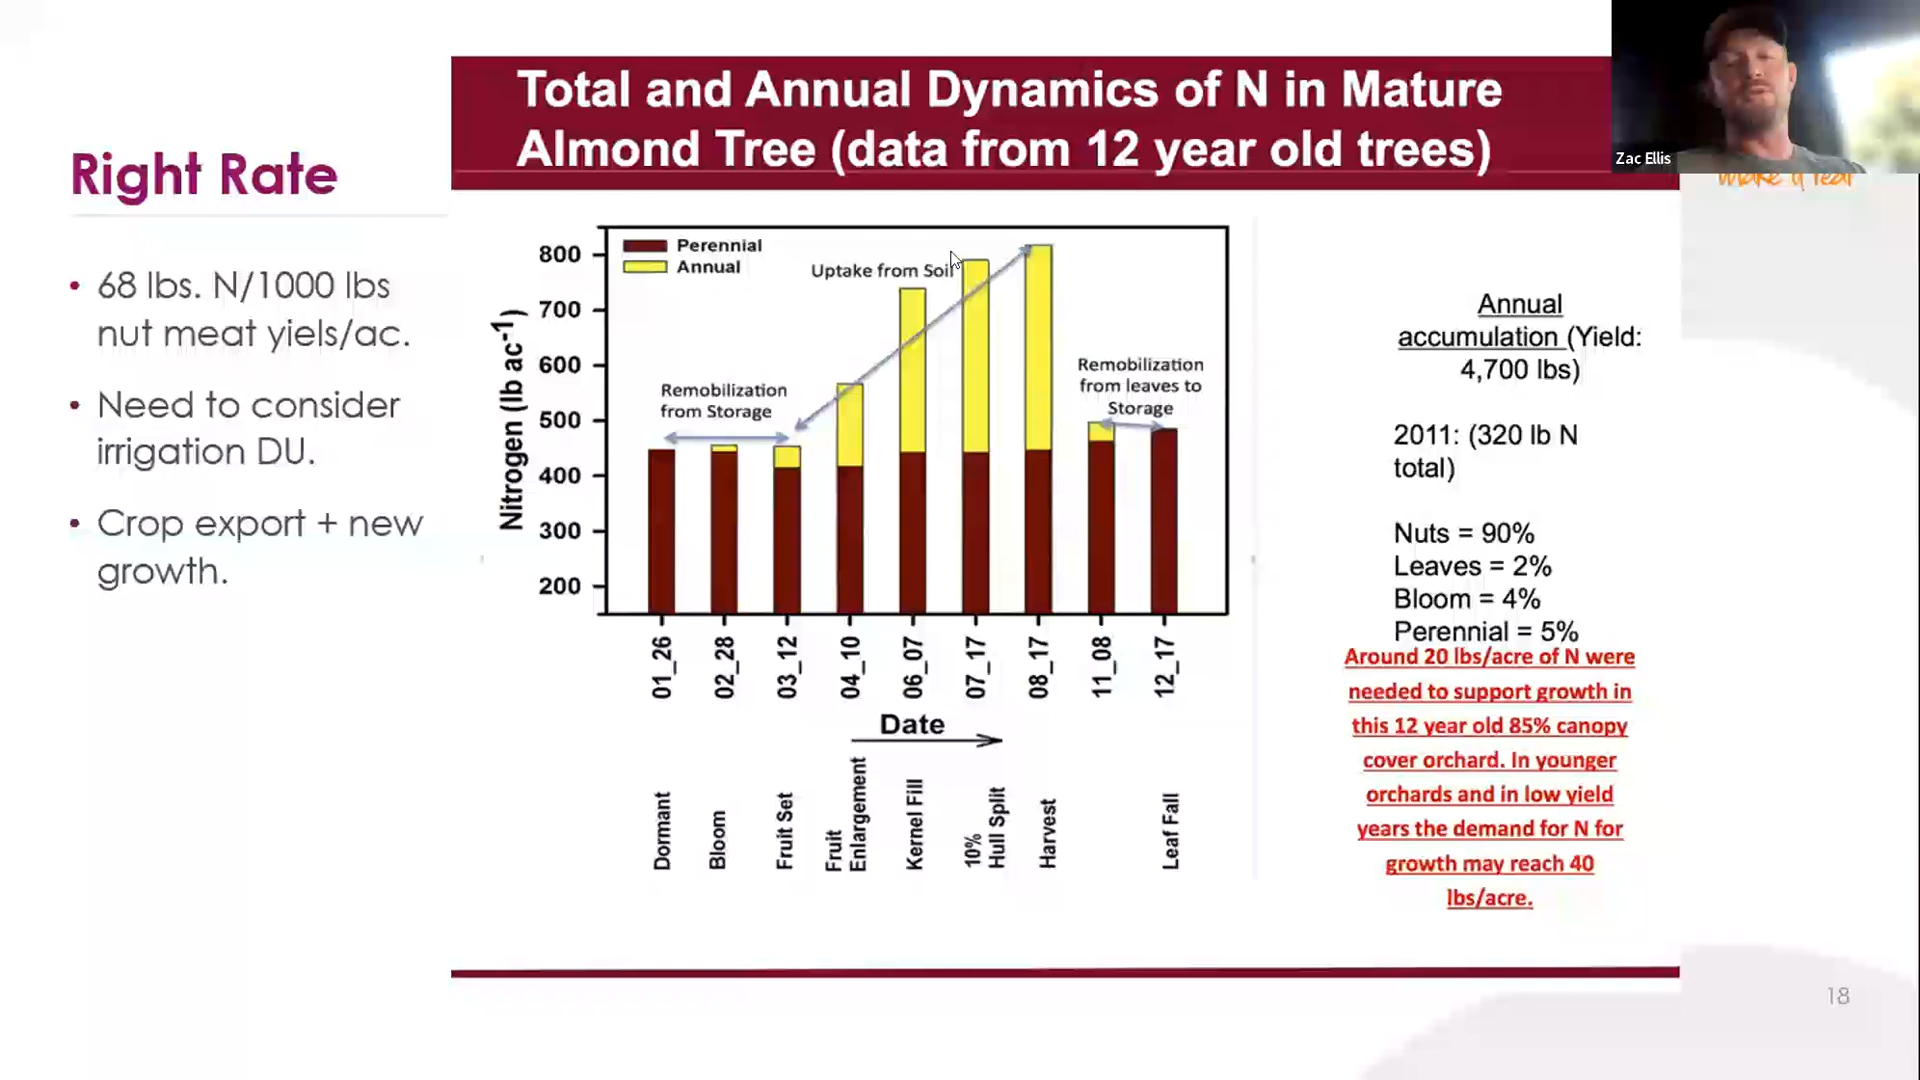 Total and Annual Dynamics of N in Mature
Almond Tree (data from 12 year old trees)
Zac Ellis
make it real
Right Rate
• 68 lbs. N/1000 lbs
nut meat yiels/ac.
• Need to consider
irrigation DU.
• Crop export + new
growth.
Nitrogen (lb ac-1)
800
700
600
500
400
300
200
Perennial
Annual
Uptake from Soil
Remobilization
from Storage
Remobilization
from leaves to
Storage
01_26
02_28
03_12
04_10
06_07
07_17
08_17
11_08
12_17
Date
Dormant
Bloom
Fruit Set
Fruit
Enlargement
Kernel Fill
10%
Hull Split
Harvest
Leaf Fall
Annual
accumulation (Yield:
4,700 lbs)
2011: (320 lb N
total)
Nuts = 90%
Leaves = 2%
Bloom = 4%
Perennial = 5%
Around 20 lbs/acre of N were
needed to support growth in
this 12 year old 85% canopy
cover orchard. In younger
orchards and in low yield
years the demand for N for
growth may reach 40
lbs/acre.
18